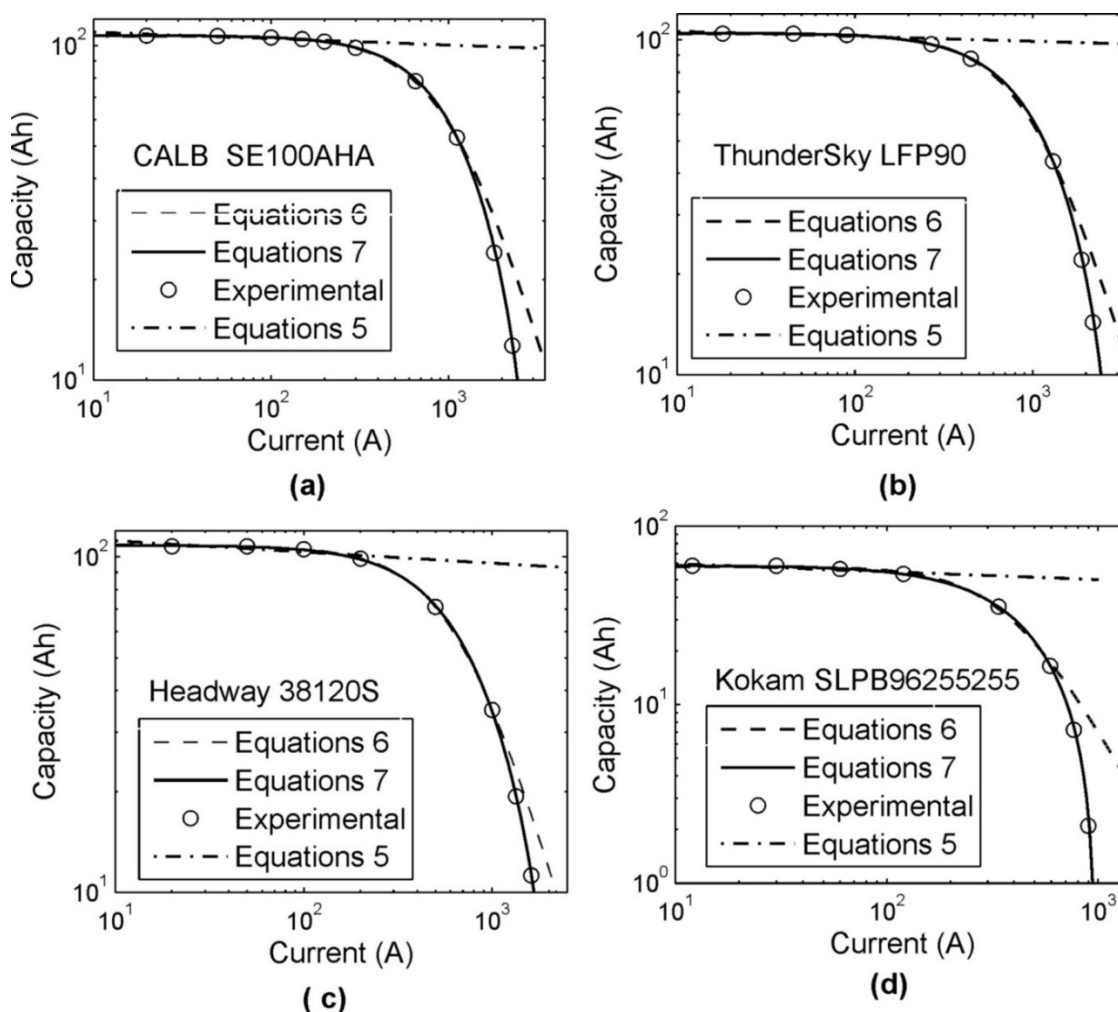 10²
10¹
Capacity (Ah)
CALB SE100AHA
Equations 6
Equations 7
Experimental
Equations 5
10¹ 10² 10³
Current (A)
(a)
10²
10¹
Capacity (Ah)
ThunderSky LFP90
Equations 6
Equations 7
Experimental
Equations 5
10¹ 10² 10³
Current (A)
(b)
10²
10¹
Capacity (Ah)
Headway 38120S
Equations 6
Equations 7
Experimental
Equations 5
10¹ 10² 10³
Current (A)
( c)
10²
10¹
10⁰
Capacity (Ah)
Kokam SLPB96255255
Equations 6
Equations 7
Experimental
Equations 5
10¹ 10² 10³
Current (A)
(d)